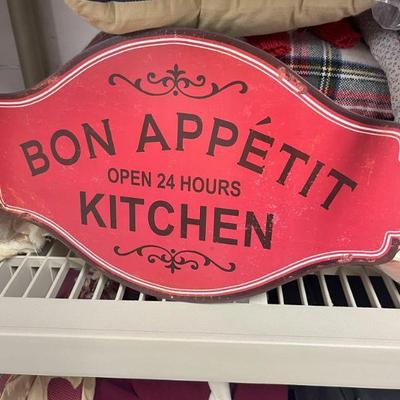 BON APPÉTIT
OPEN 24 HOURS
KITCHEN